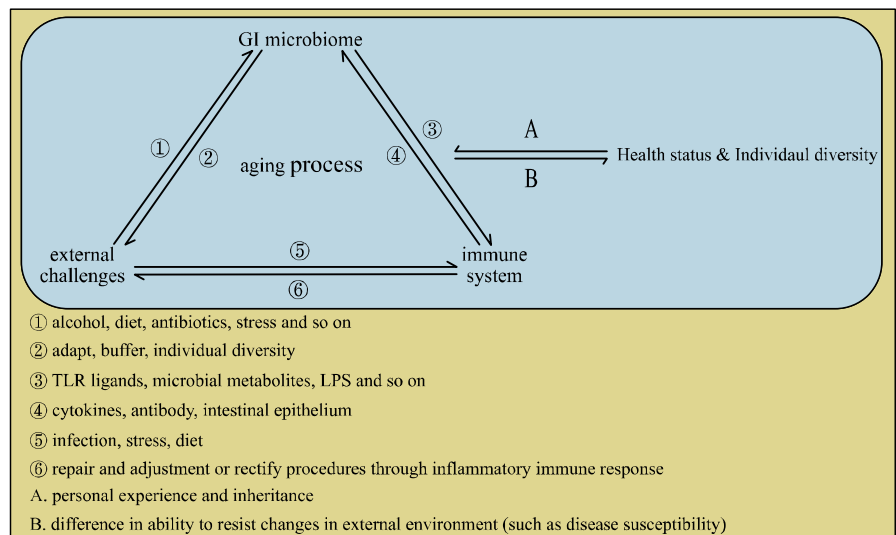 GI microbiome
①
③
A
②
④
aging process
Health status & Individaul diversity
B
external
challenges
⑤
immune
system
⑥
① alcohol, diet, antibiotics, stress and so on
② adapt, buffer, individual diversity
③ TLR ligands, microbial metabolites, LPS and so on
④ cytokines, antibody, intestinal epithelium
⑤ infection, stress, diet
⑥ repair and adjustment or rectify procedures through inflammatory immune response
A. personal experience and inheritance
B. difference in ability to resist changes in external environment (such as disease susceptibility)